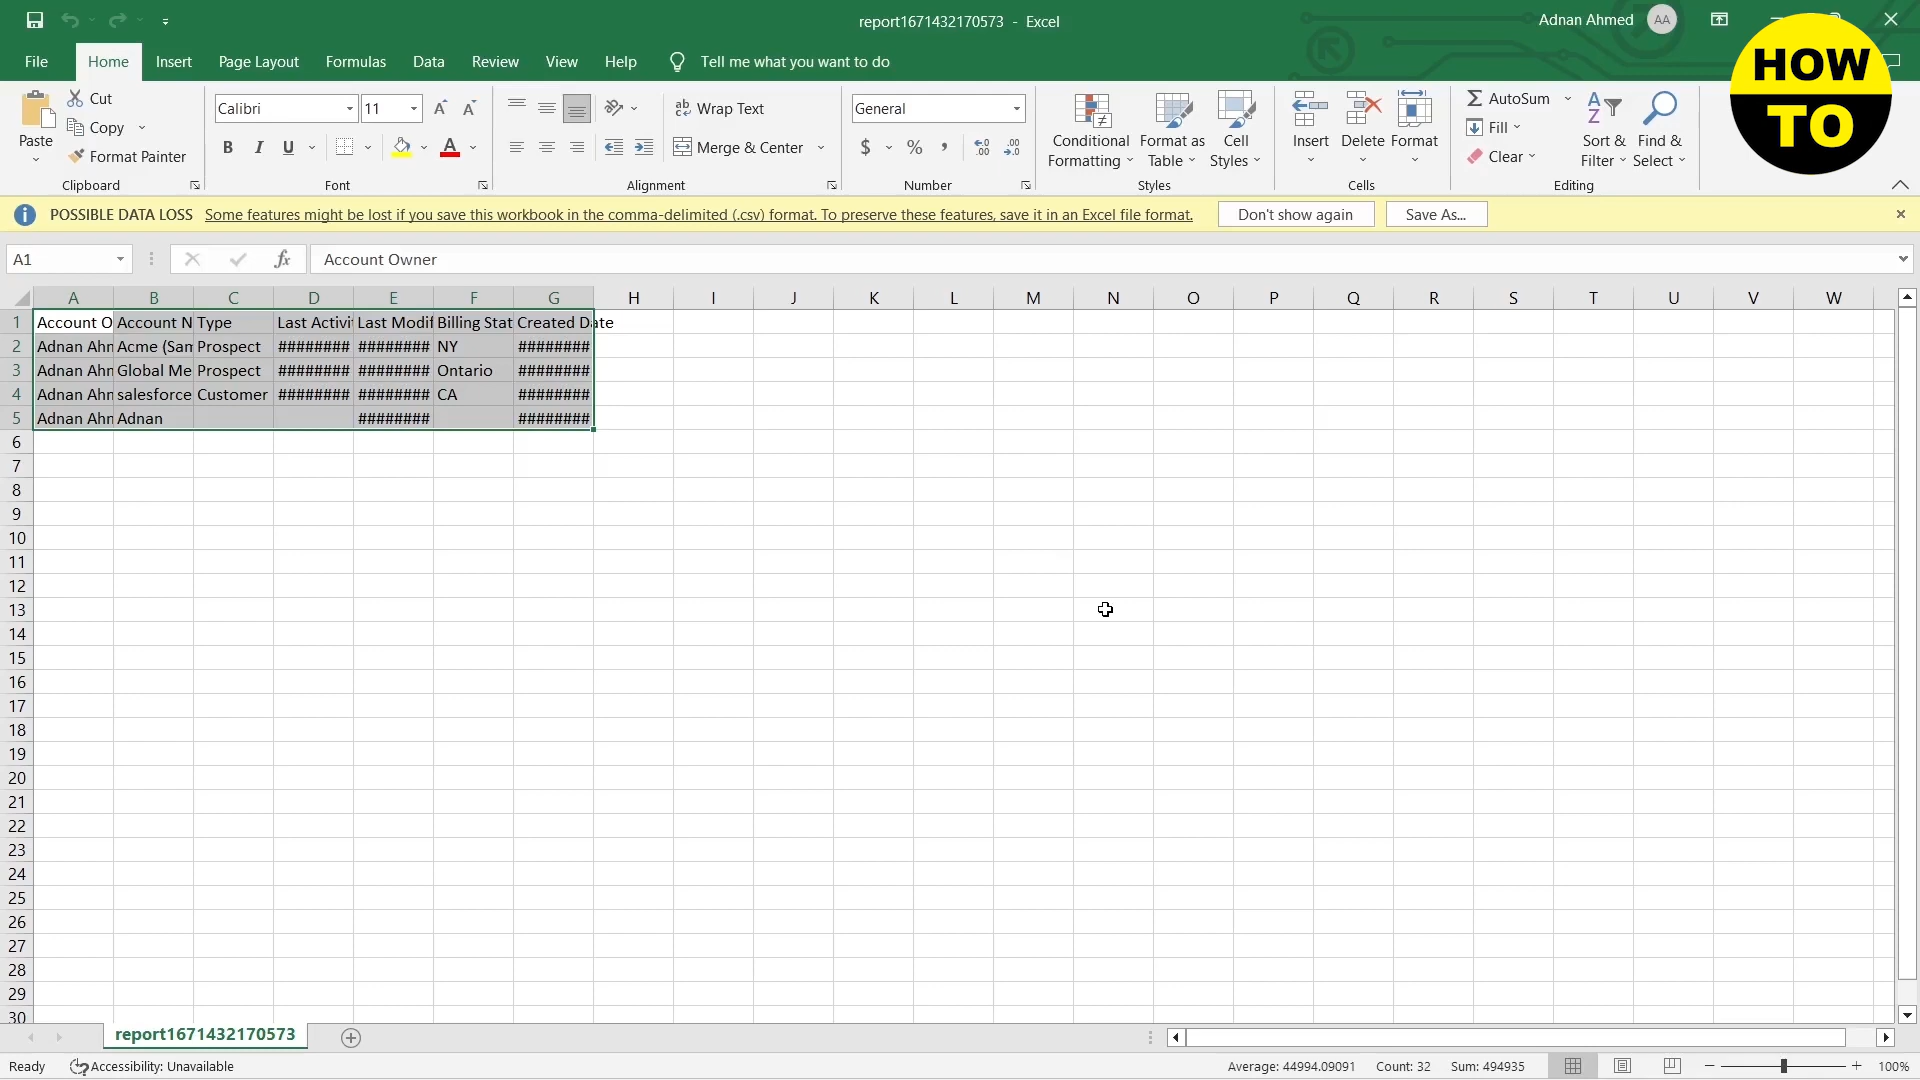 report1671432170573 - Excel
Adnan Ahmed
AA
HOW
TO
File
Home
Insert
Page Layout
Formulas
Data
Review
View
Help
Tell me what you want to do
Paste
Cut
Copy
Format Painter
Clipboard
Calibri
11
B I U
A
Font
Wrap Text
Merge & Center
Alignment
General
$ % ,
Number
Conditional
Formatting
Format as
Table
Cell
Styles
Styles
Insert
Delete
Format
Cells
AutoSum
Fill
Clear
Sort &
Filter
Find &
Select
Editing
POSSIBLE DATA LOSS Some features might be lost if you save this workbook in the comma-delimited (.csv) format. To preserve these features, save it in an Excel file format. Don't show again Save As...
A1
fx
Account Owner
A B C D E F G H I J K L M N O P Q R S T U V W
1 Account O Account N Type Last Activi Last Modif Billing Stat Created Date
2 Adnan Ahm Acme (Sam Prospect ######## ######## NY ########
3 Adnan Ahm Global Me Prospect ######## ######## Ontario ########
4 Adnan Ahm salesforce Customer ######## ######## CA ########
5 Adnan Ahm Adnan ######## ########
6
7
8
9
10
11
12
13
14
15
16
17
18
19
20
21
22
23
24
25
26
27
28
29
30
report1671432170573
Ready
Accessibility: Unavailable
Average: 44994.09091 Count: 32 Sum: 494935
100%